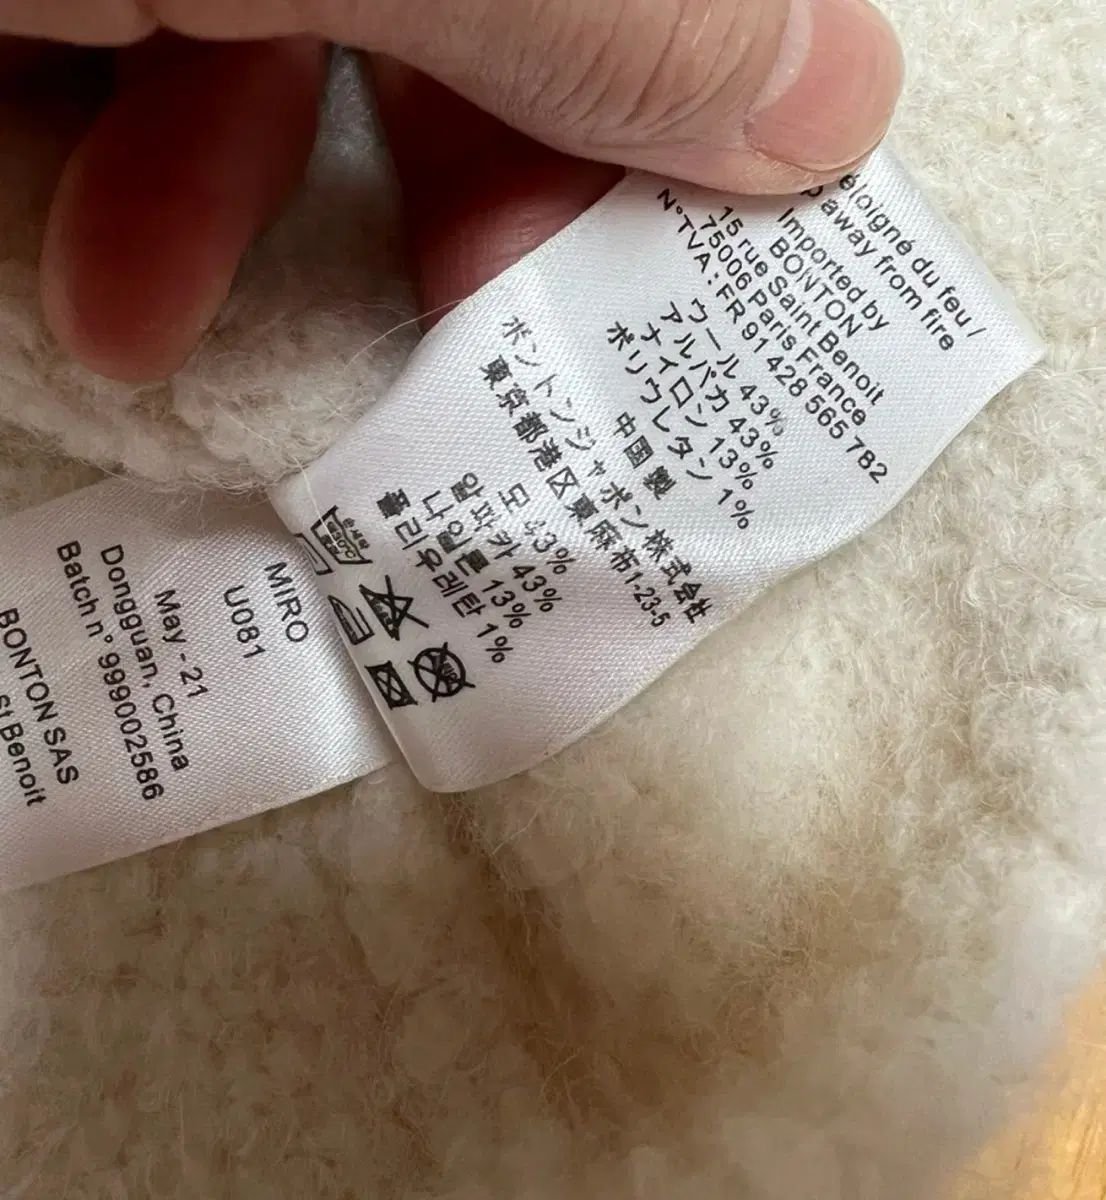 éloigné du feu /
away from fire
Imported by
BONTON
15 rue Saint Benoit
75006 Paris France
N°TVA : FR 91 428 565 782
ウール 43%
アルパカ 43%
ナイロン 13%
ポリウレタン 1%
中国製
ボントンジャポン株式会社
東京都港区東麻布1-23-5
모 43%
알파카 43%
나일론 13%
폴리우레탄 1%
MIRO
U081
May - 21
Dongguan, China
Batch n° 999002586
BONTON SAS
St Benoit